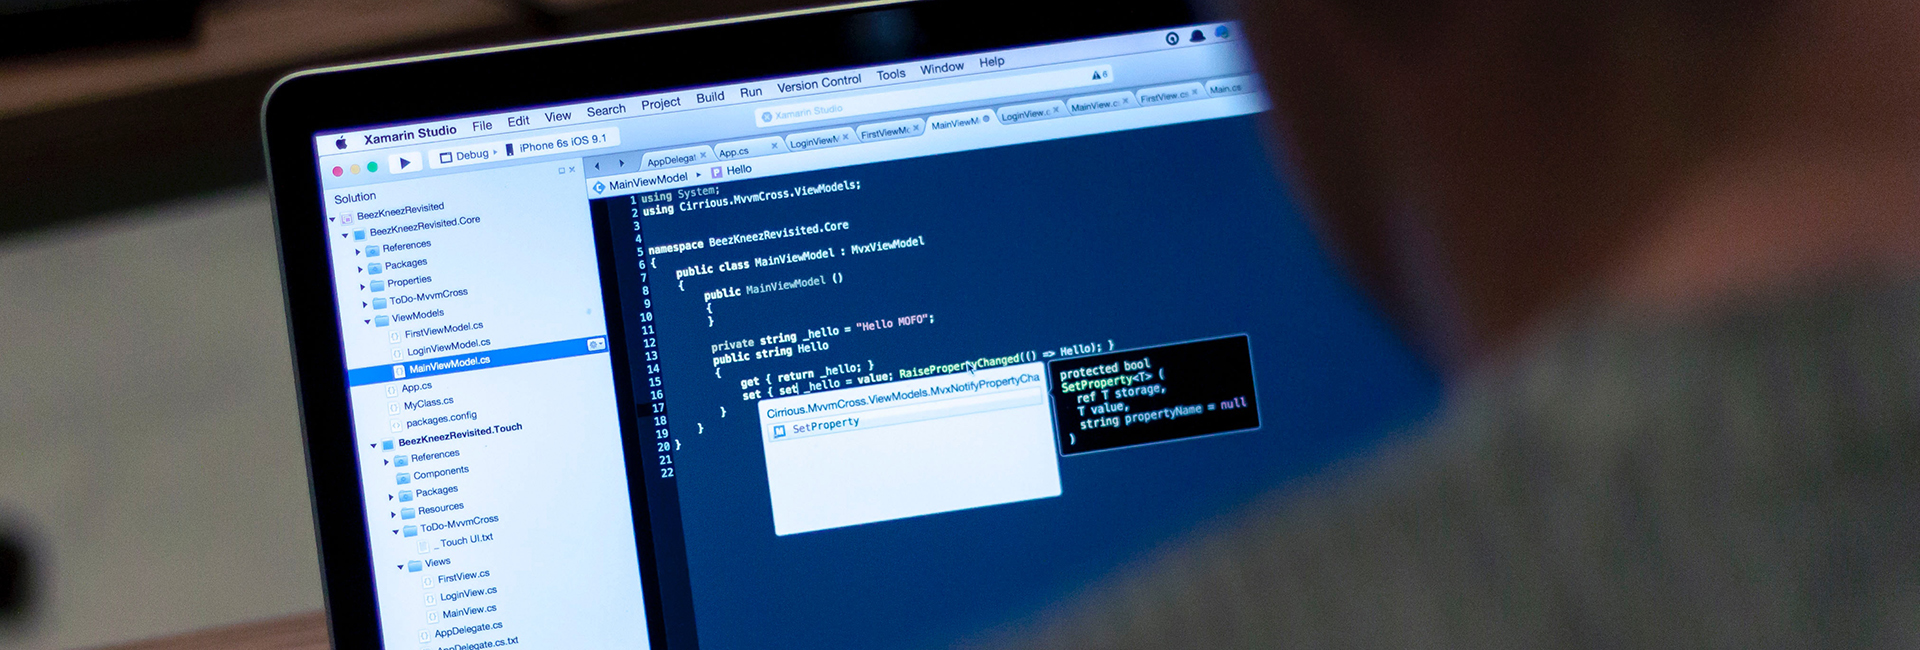 Xamarin Studio File Edit View Search Project Build Run Version Control Tools Window Help
Debug iPhone 6s iOS 9.1
Xamarin Studio
6
AppDelegat App.cs LoginViewM FirstViewMc MainViewM LoginView.c MainView.c FirstView.cs Main.cs
MainViewModel Hello
Solution
BeezKneezRevisited
BeezKneezRevisited.Core
References
Packages
Properties
ToDo-MvvmCross
ViewModels
FirstViewModel.cs
LoginViewModel.cs
MainViewModel.cs
App.cs
MyClass.cs
packages.config
BeezKneezRevisited.Touch
References
Components
Packages
Resources
ToDo-MvvmCross
_ Touch UI.txt
Views
FirstView.cs
LoginView.cs
MainView.cs
AppDelegate.cs
AppDelegate.cs.txt
1 using System;
2 using Cirrious.MvvmCross.ViewModels;
3
4
5 namespace BeezKneezRevisited.Core
6 {
7 public class MainViewModel : MvxViewModel
8 {
9 public MainViewModel ()
10 {
11 }
12
13 private string _hello = "Hello MOFO";
14 public string Hello
15 {
16 get { return _hello; }
17 set { set _hello = value; RaisePropertyChanged(() => Hello); }
18 }
19 }
20 }
21
22
Cirrious.MvvmCross.ViewModels.MvxNotifyPropertyCha
SetProperty
protected bool
SetProperty<T> (
ref T storage,
T value,
string propertyName = null
)